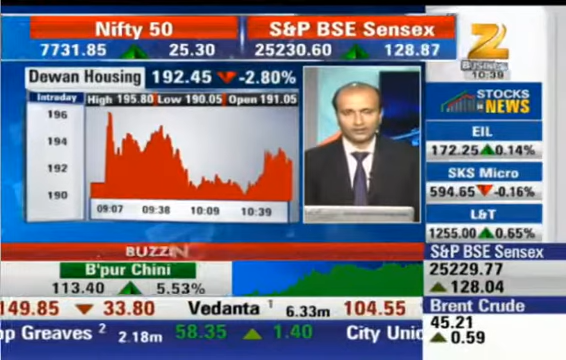 Nifty 50
7731.85 25.30
S&P BSE Sensex
25230.60 128.87
Business
10:39
Dewan Housing 192.45 -2.80%
Intraday High 195.80 Low 190.05 Open 191.05
196
194
192
190
09:07 09:38 10:09 10:39
STOCKS
IN NEWS
EIL
172.25 0.14%
SKS Micro
594.65 -0.16%
L&T
1255.00 0.65%
BUZZIN
B'pur Chini
113.40 5.53%
S&P BSE Sensex
25229.77
128.04
149.85 33.80 Vedanta 1 6.33m 104.55
Brent Crude
45.21
0.59
p Greaves 2 2.18m 58.35 1.40 City Unio